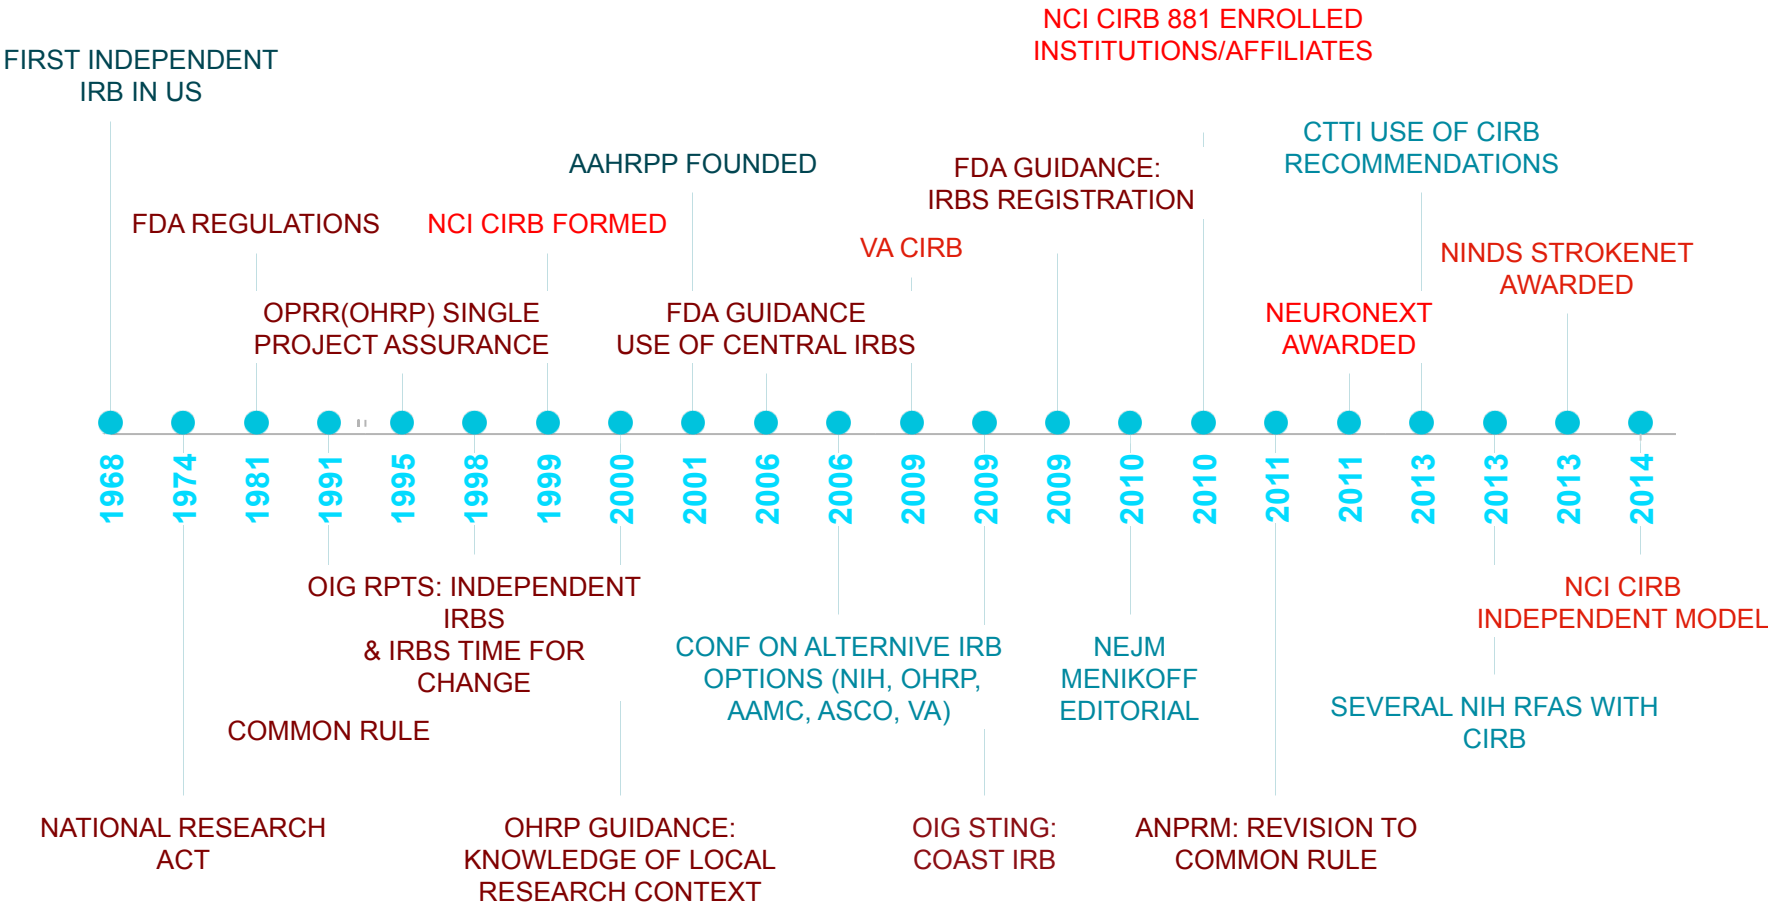 NCI CIRB 881 ENROLLED
INSTITUTIONS/AFFILIATES
FIRST INDEPENDENT
IRB IN US
CTTI USE OF CIRB
RECOMMENDATIONS
AAHRPP FOUNDED
FDA GUIDANCE:
IRBS REGISTRATION
FDA REGULATIONS
NCI CIRB FORMED
VA CIRB
NINDS STROKENET
AWARDED
OPRR(OHRP) SINGLE
PROJECT ASSURANCE
FDA GUIDANCE
USE OF CENTRAL IRBS
NEURONEXT
AWARDED
1968
1974
1981
1991
1995
1998
1999
2000
2001
2006
2006
2009
2009
2009
2010
2010
2011
2011
2013
2013
2013
2014
OIG RPTS: INDEPENDENT
IRBS
& IRBS TIME FOR
CHANGE
NCI CIRB
INDEPENDENT MODEL
CONF ON ALTERNIVE IRB
OPTIONS (NIH, OHRP,
AAMC, ASCO, VA)
NEJM
MENIKOFF
EDITORIAL
SEVERAL NIH RFAS WITH
CIRB
COMMON RULE
NATIONAL RESEARCH
ACT
OHRP GUIDANCE:
KNOWLEDGE OF LOCAL
RESEARCH CONTEXT
OIG STING:
COAST IRB
ANPRM: REVISION TO
COMMON RULE